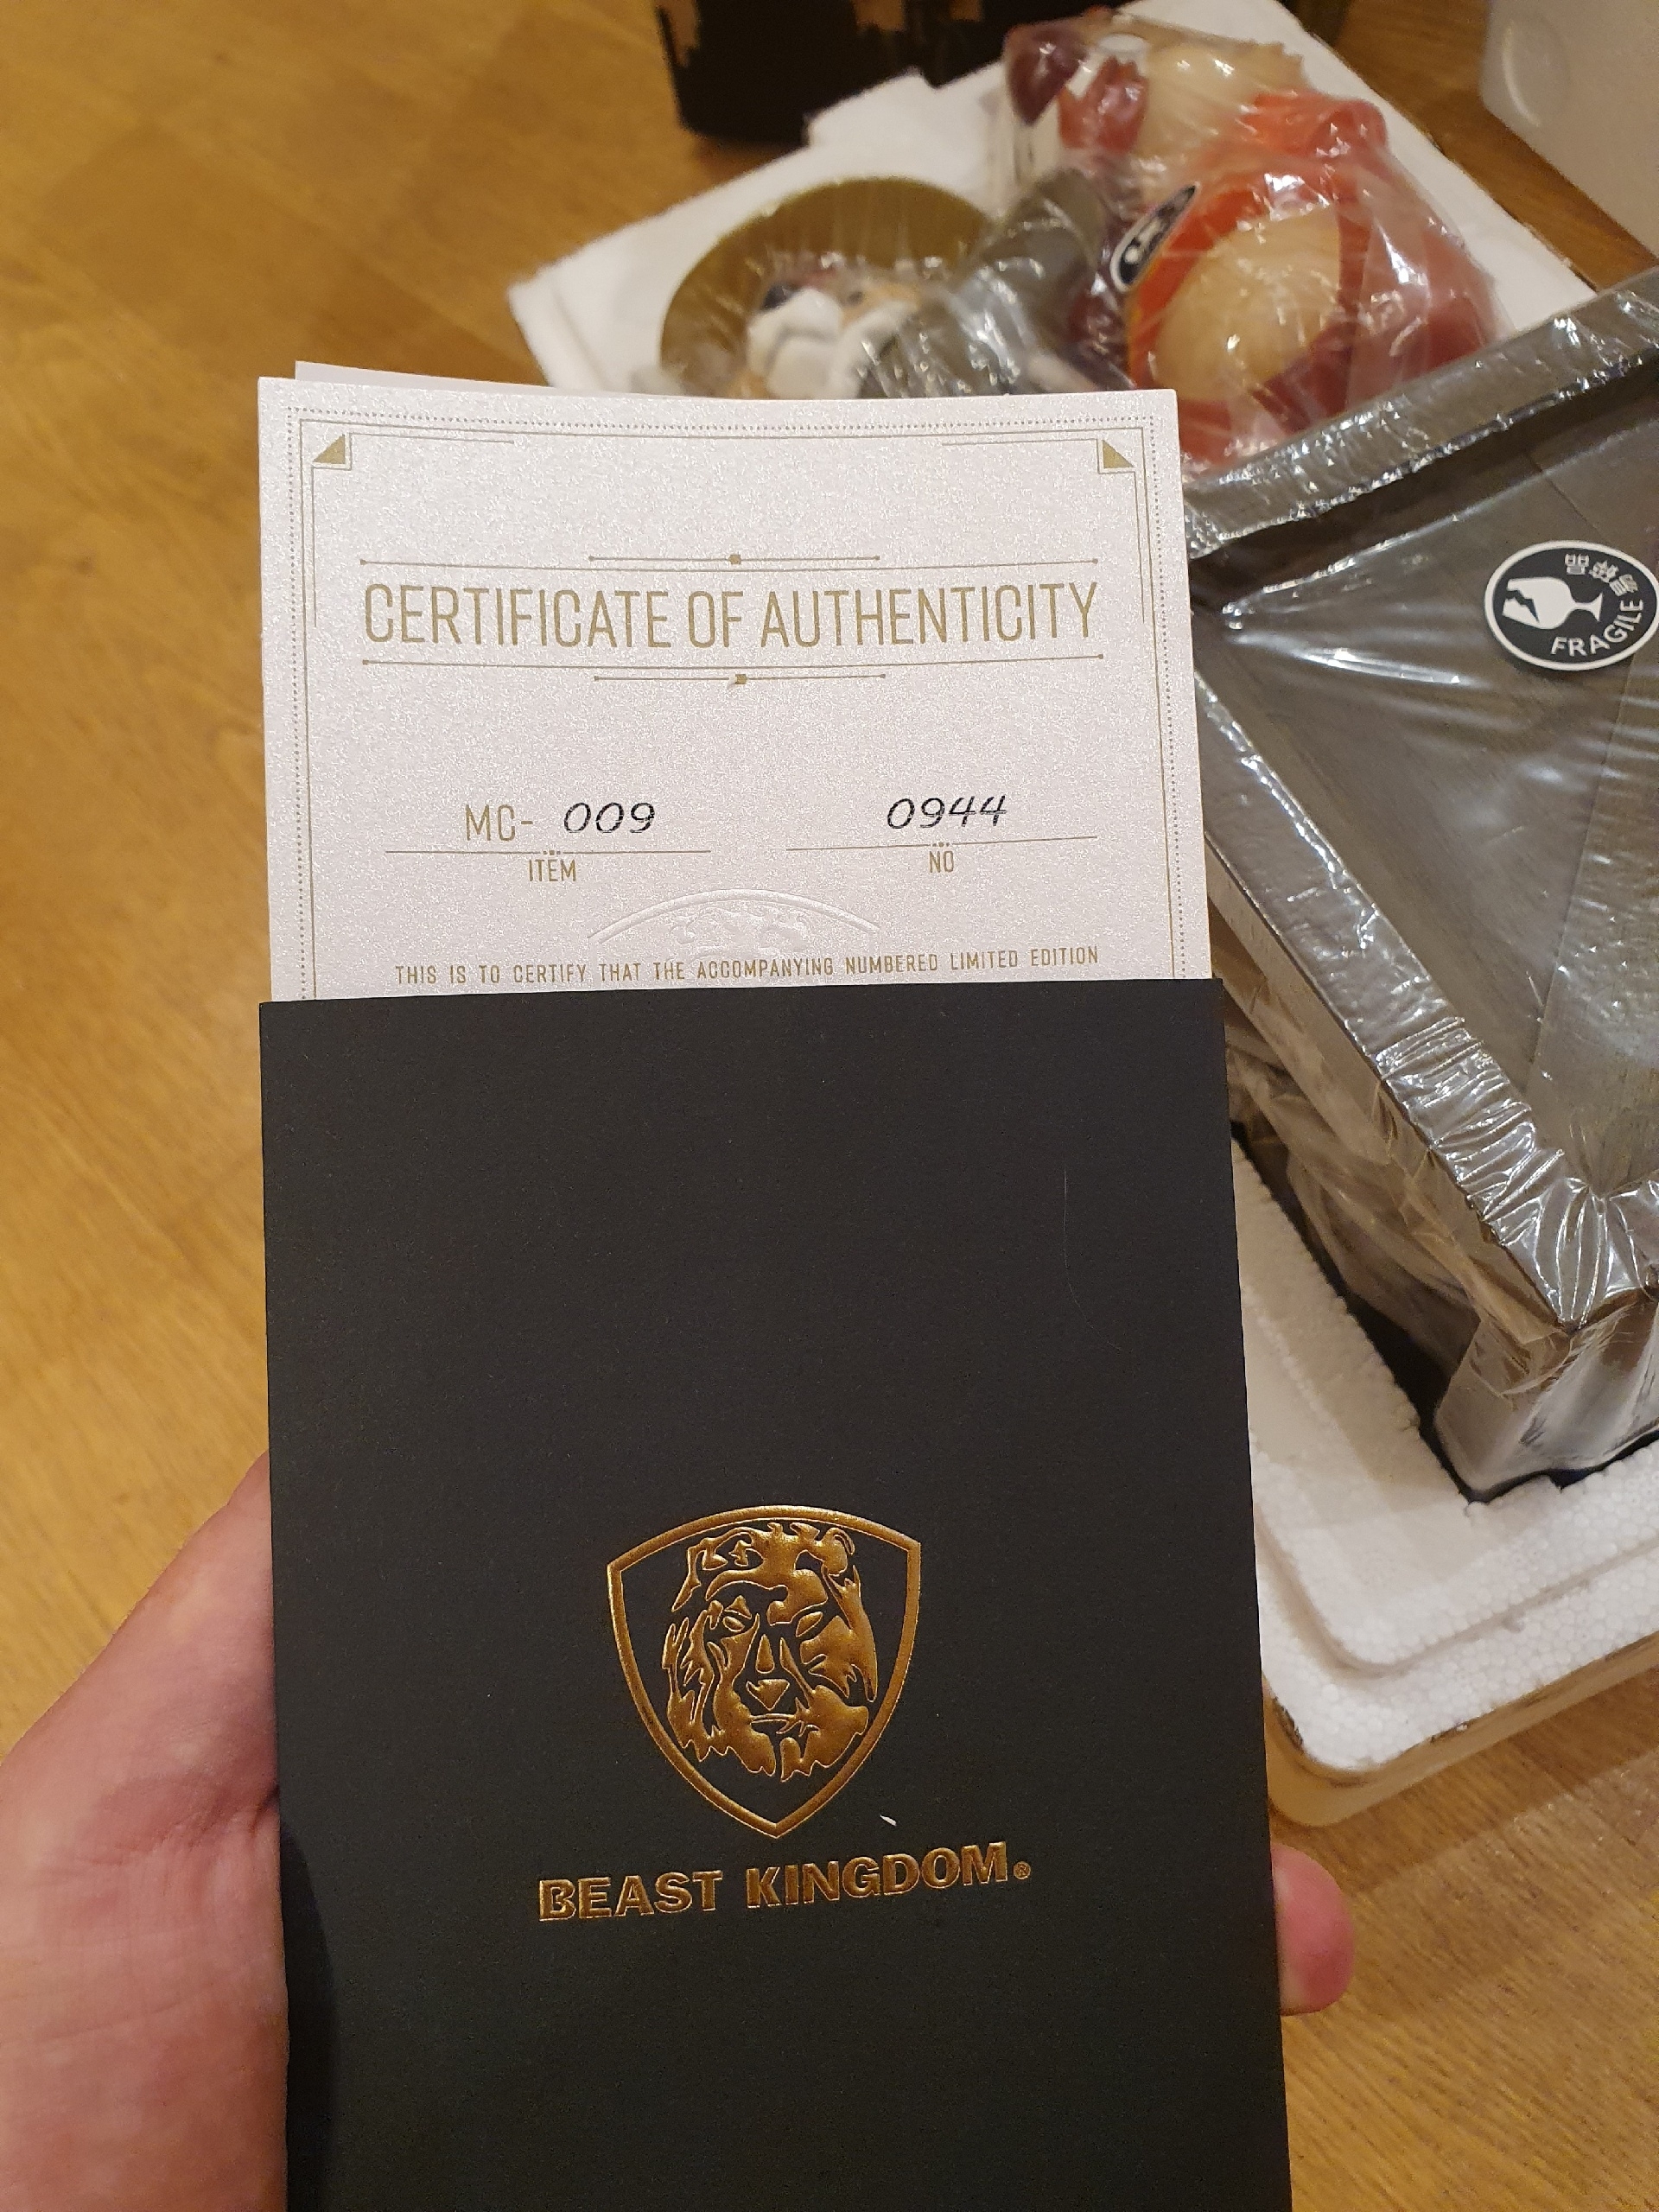 CERTIFICATE OF AUTHENTICITY
MC- 009
ITEM
0944
NO
THIS IS TO CERTIFY THAT THE ACCOMPANYING NUMBERED LIMITED EDITION
FRAGILE
BEAST KINGDOM®